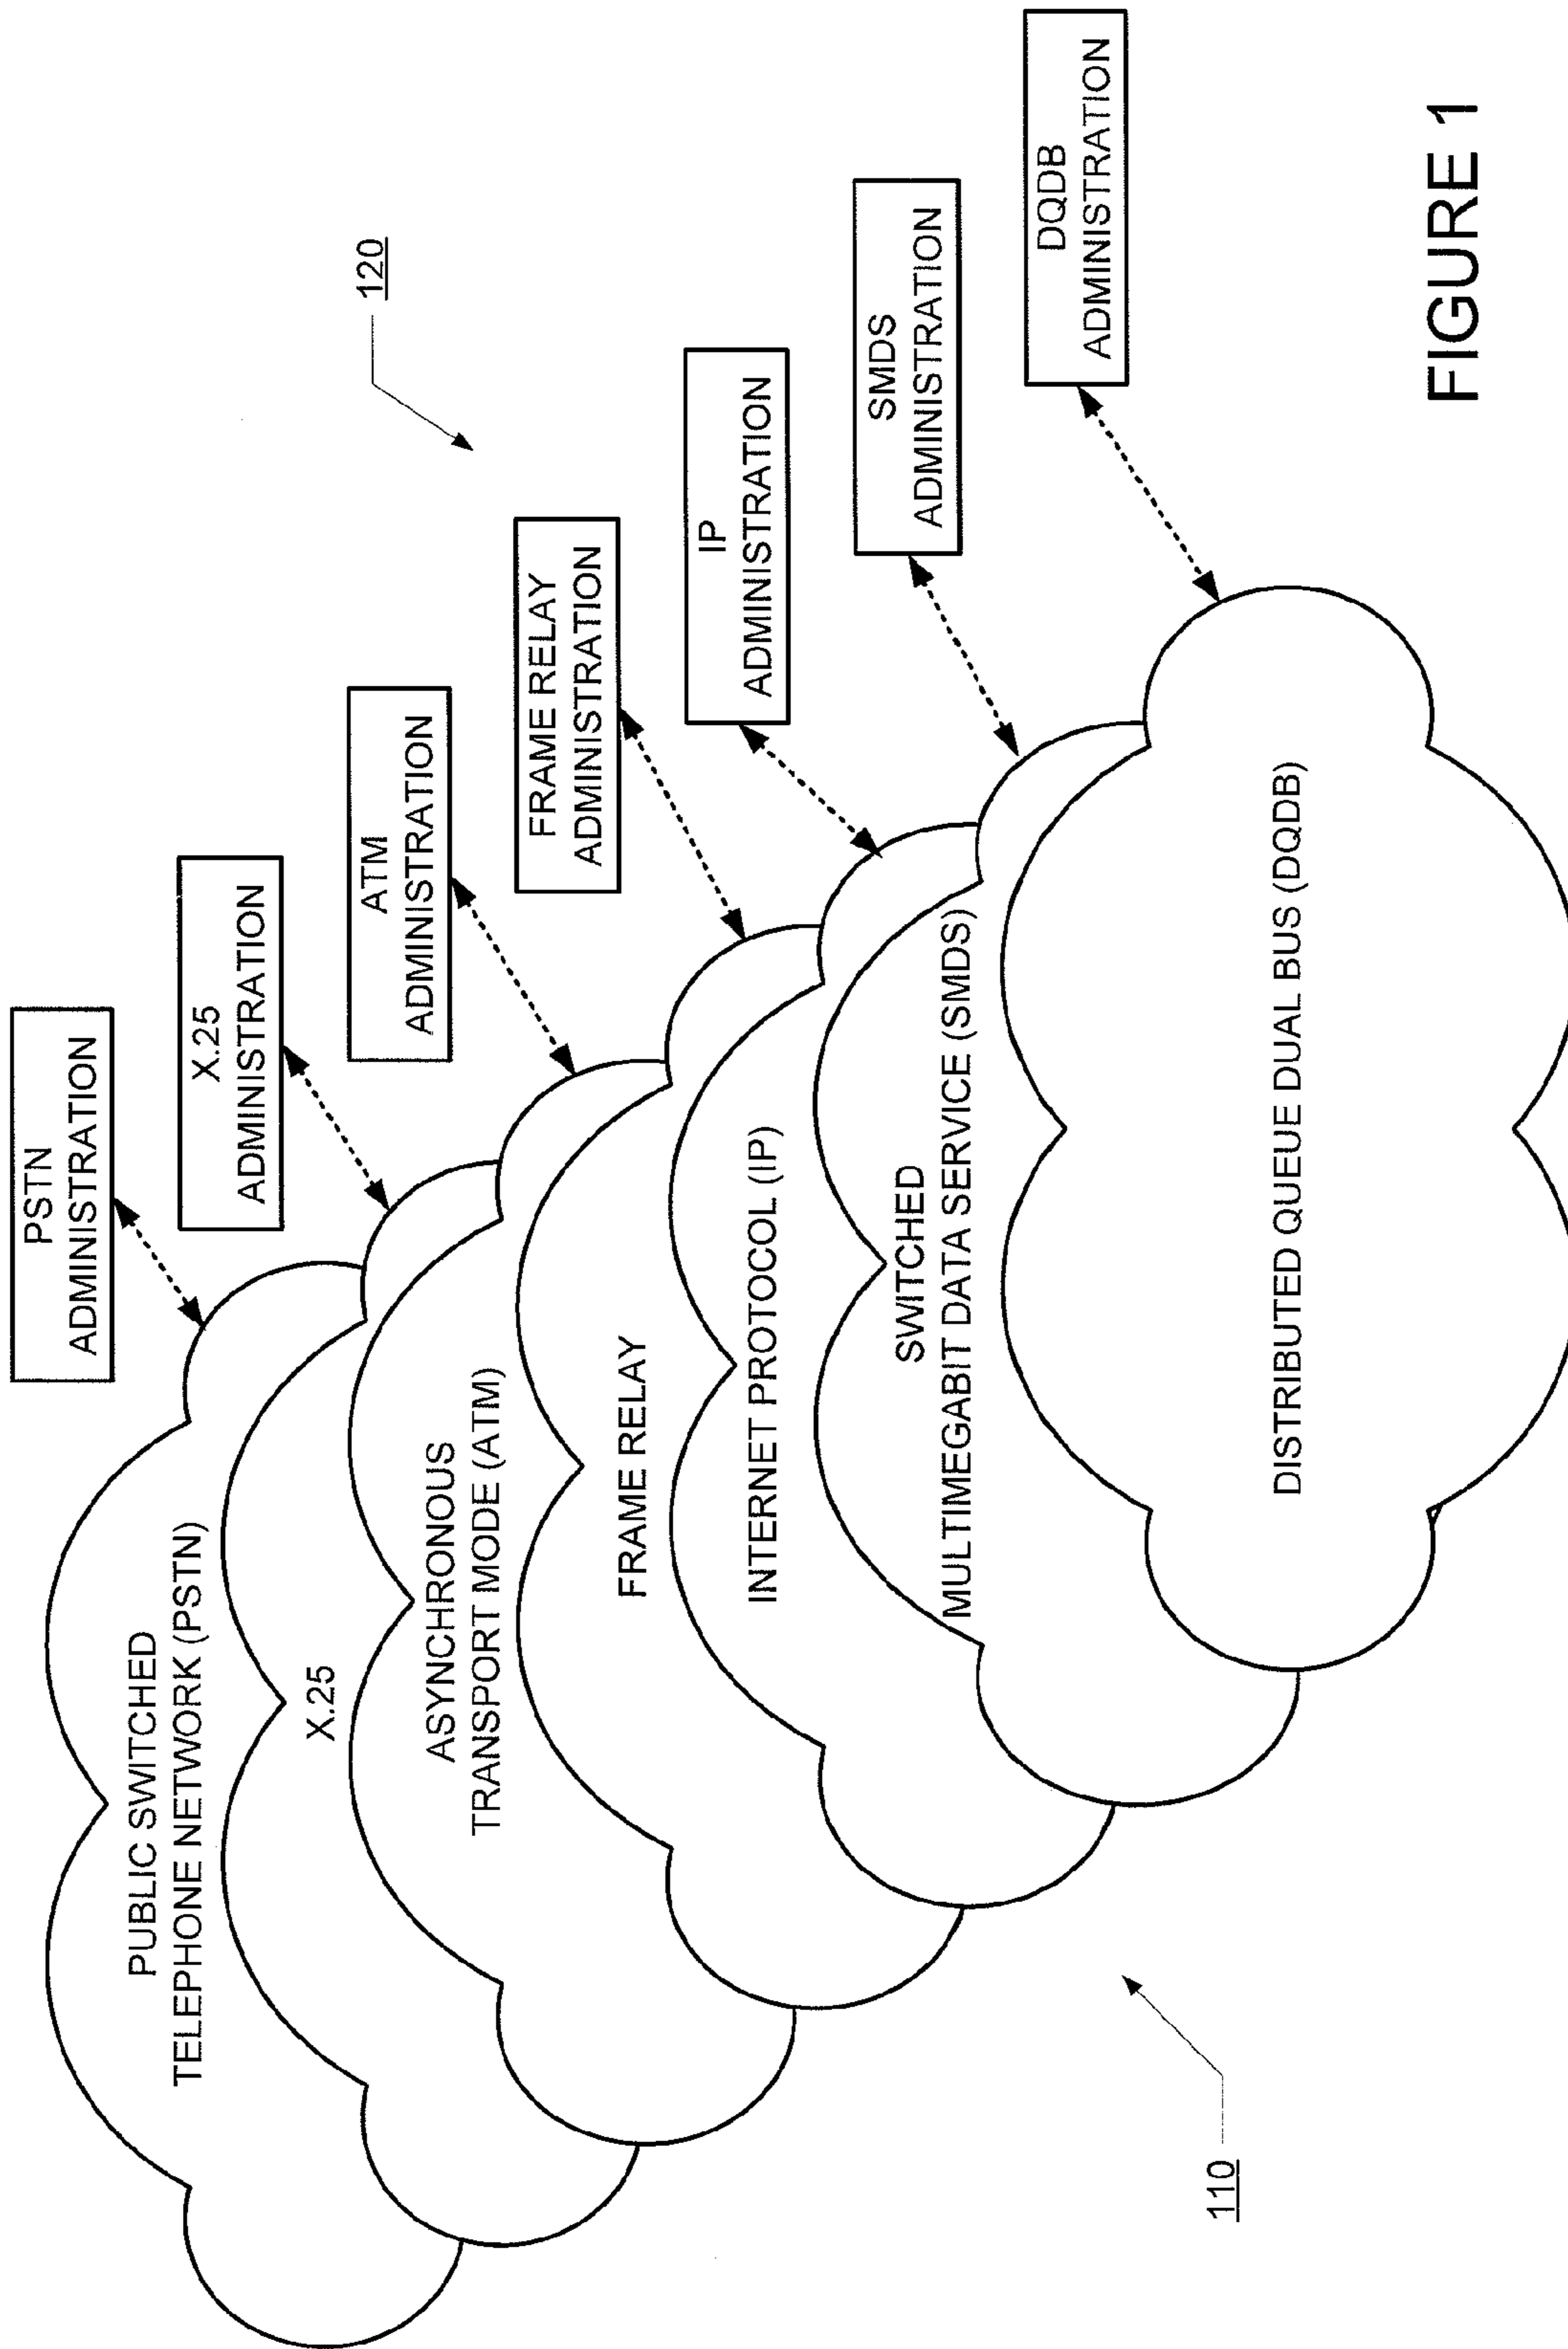 PUBLIC SWITCHED
TELEPHONE NETWORK (PSTN)
PSTN
ADMINISTRATION
X.25
X.25
ADMINISTRATION
ASYNCHRONOUS
TRANSPORT MODE (ATM)
ATM
ADMINISTRATION
120
FRAME RELAY
FRAME RELAY
ADMINISTRATION
INTERNET PROTOCOL (IP)
IP
ADMINISTRATION
SWITCHED
MULTIMEGABIT DATA SERVICE (SMDS)
SMDS
ADMINISTRATION
DISTRIBUTED QUEUE DUAL BUS (DQDB)
DQDB
ADMINISTRATION
110
FIGURE 1